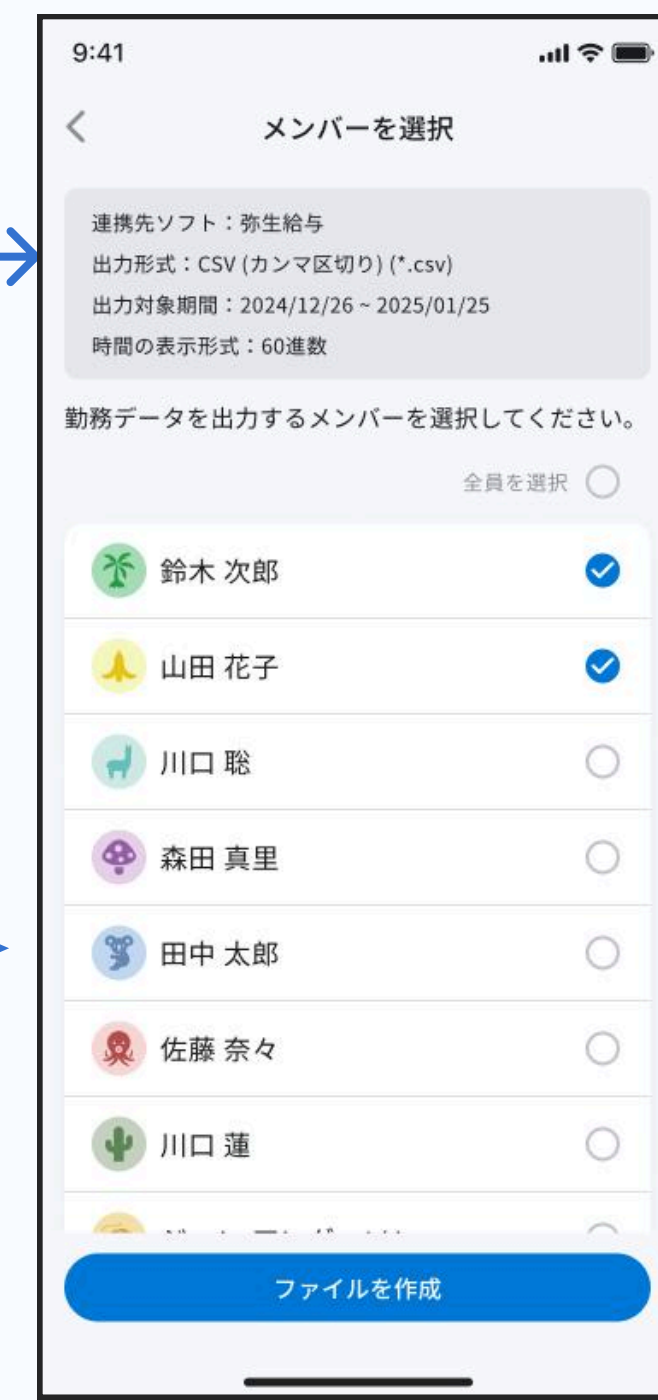 9:41
メンバーを選択
連携先ソフト：弥生給与
出力形式：CSV (カンマ区切り) (*.csv)
出力対象期間：2024/12/26 ~ 2025/01/25
時間の表示形式：60進数
勤務データを出力するメンバーを選択してください。
全員を選択
鈴木 次郎
山田 花子
川口 聡
森田 真里
田中 太郎
佐藤 奈々
川口 蓮
ファイルを作成